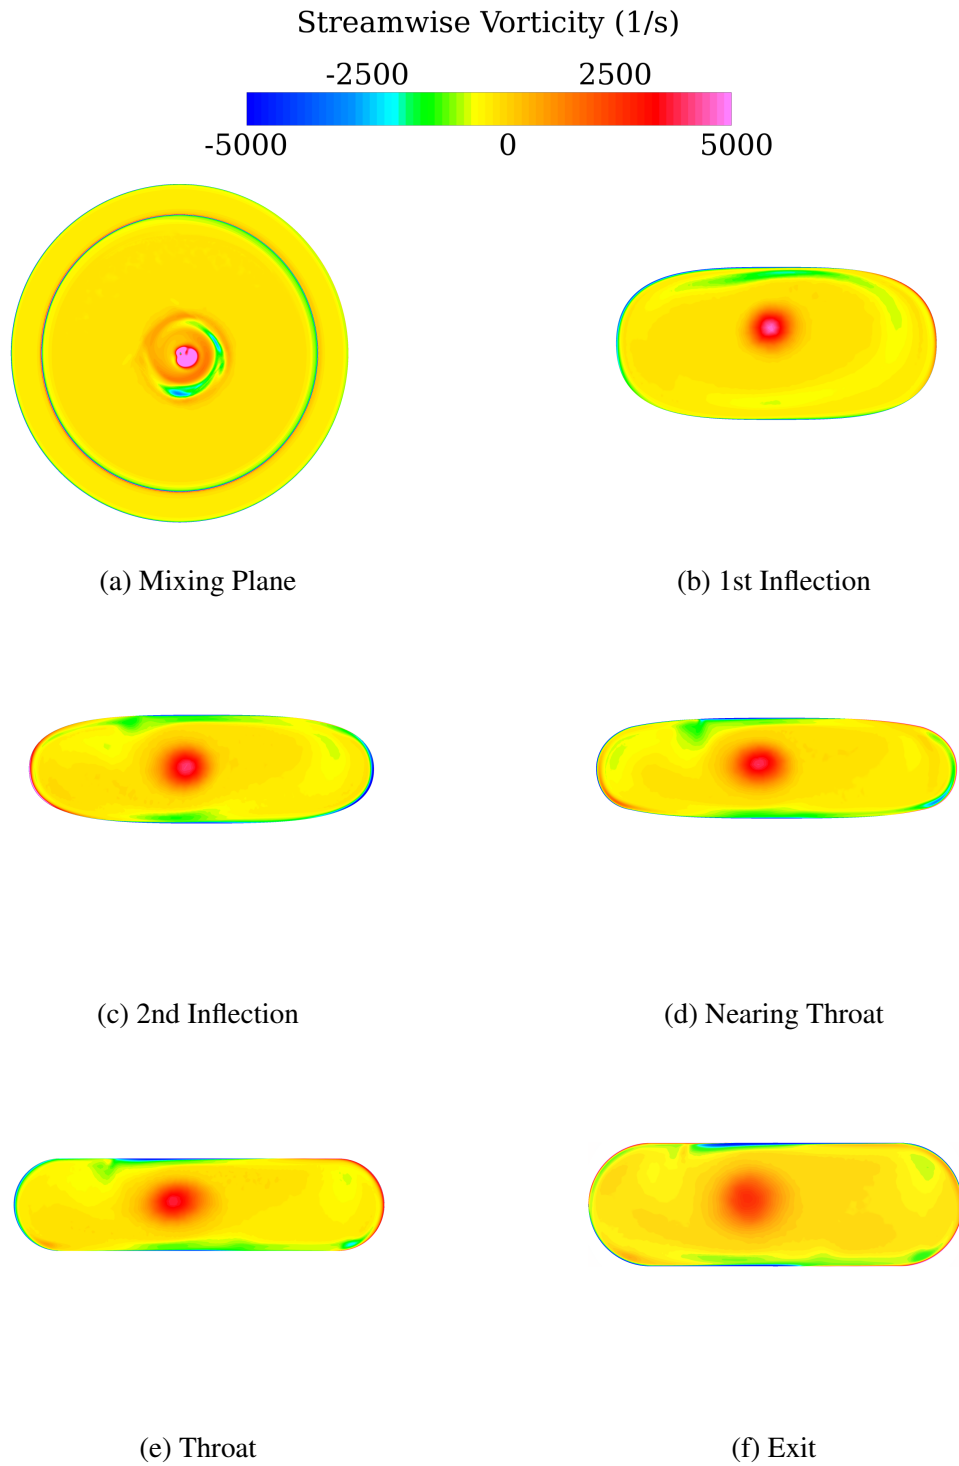 Streamwise Vorticity (1/s)
-2500 2500
-5000 0 5000
(a) Mixing Plane
(b) 1st Inflection
(c) 2nd Inflection
(d) Nearing Throat
(e) Throat
(f) Exit